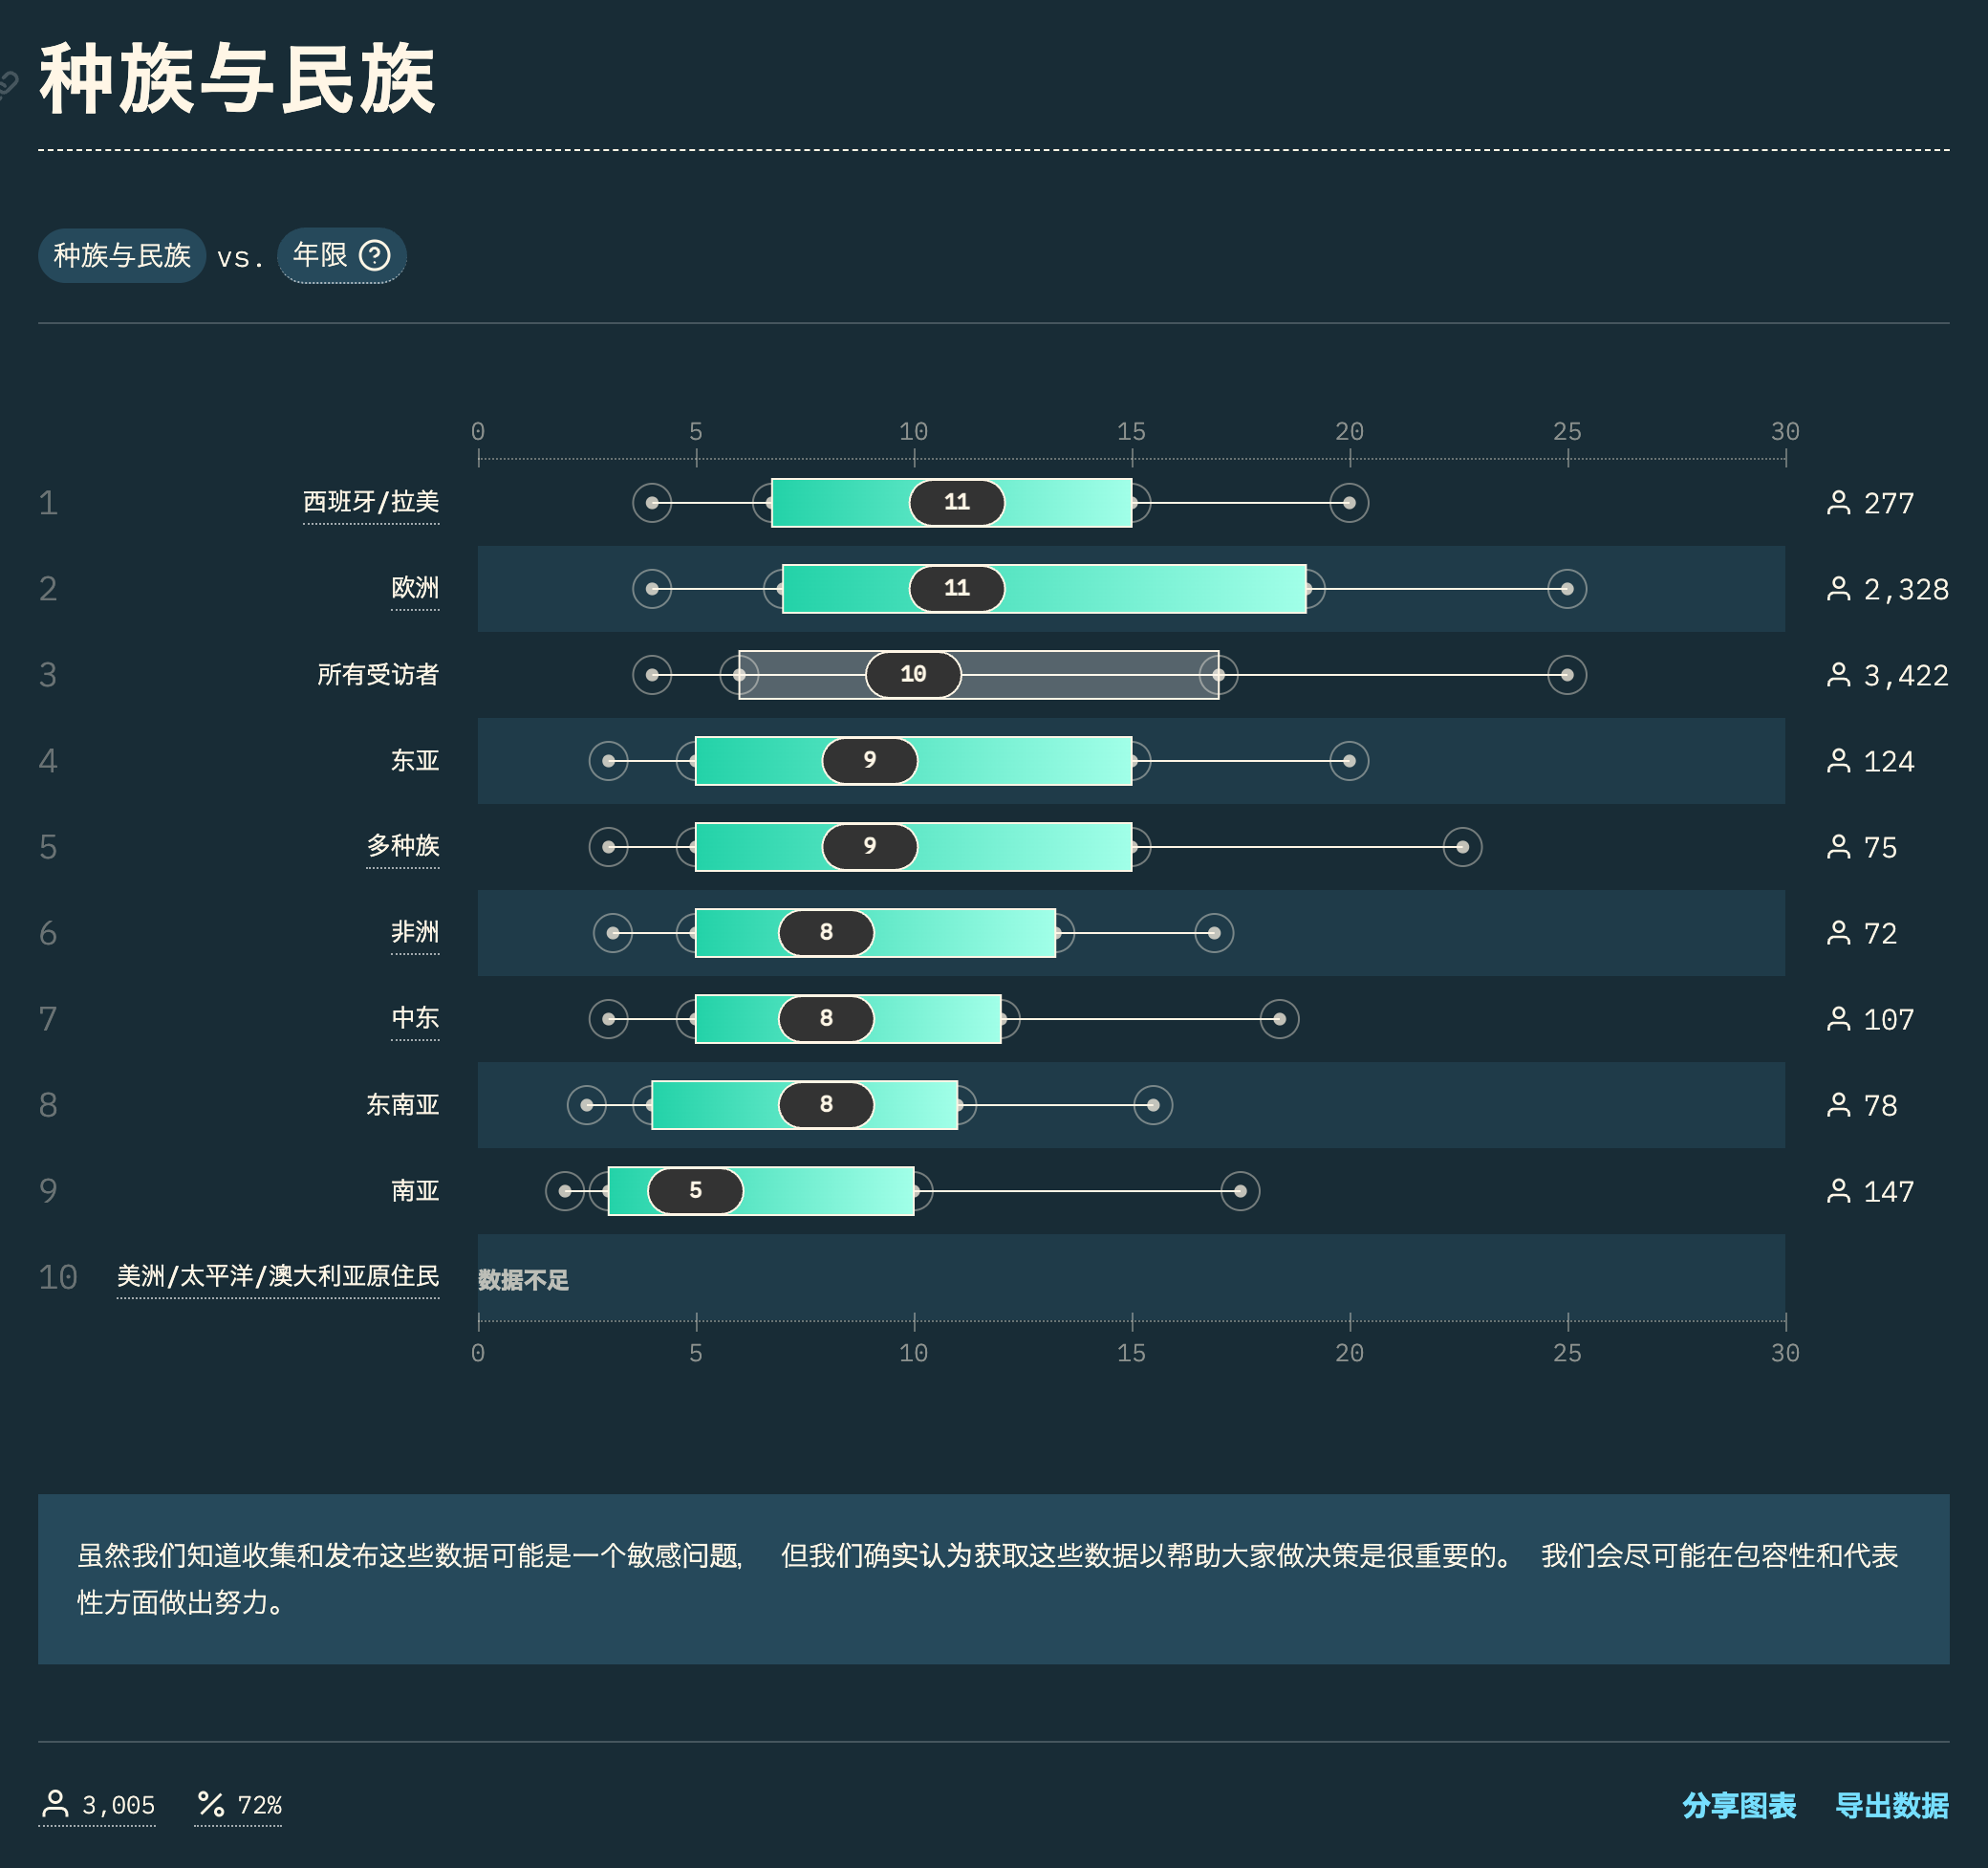 种族与民族
种族与民族 vs. 年限
0 5 10 15 20 25 30
1 西班牙/拉美 11 277
2 欧洲 11 2,328
3 所有受访者 10 3,422
4 东亚 9 124
5 多种族 9 75
6 非洲 8 72
7 中东 8 107
8 东南亚 8 78
9 南亚 5 147
10 美洲/太平洋/澳大利亚原住民 数据不足
0 5 10 15 20 25 30
虽然我们知道收集和发布这些数据可能是一个敏感问题， 但我们确实认为获取这些数据以帮助大家做决策是很重要的。 我们会尽可能在包容性和代表
性方面做出努力。
3,005 72% 分享图表 导出数据